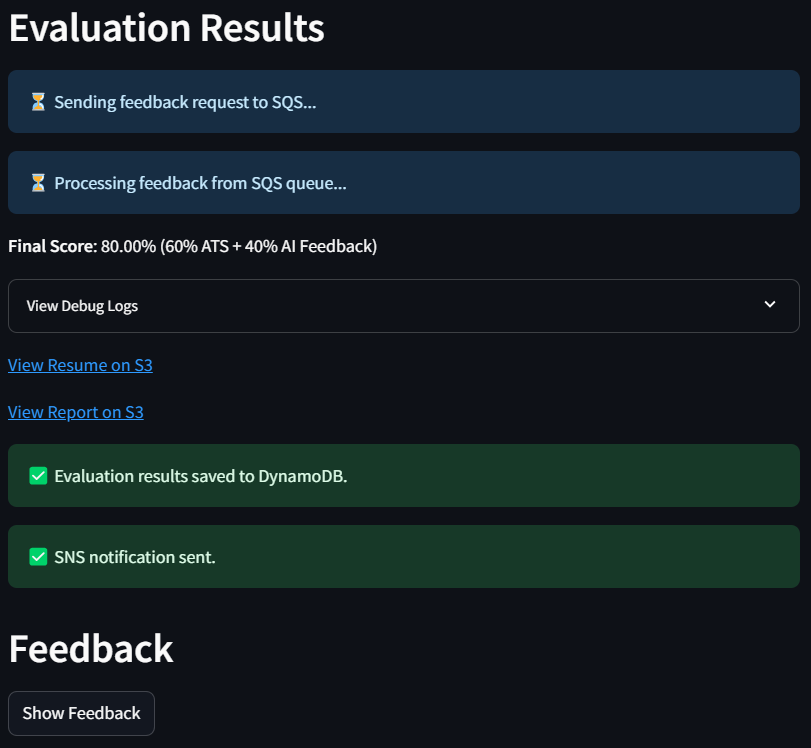 Evaluation Results
⏳ Sending feedback request to SQS...
⏳ Processing feedback from SQS queue...
Final Score: 80.00% (60% ATS + 40% AI Feedback)
View Debug Logs
View Resume on S3
View Report on S3
✅ Evaluation results saved to DynamoDB.
✅ SNS notification sent.
Feedback
Show Feedback